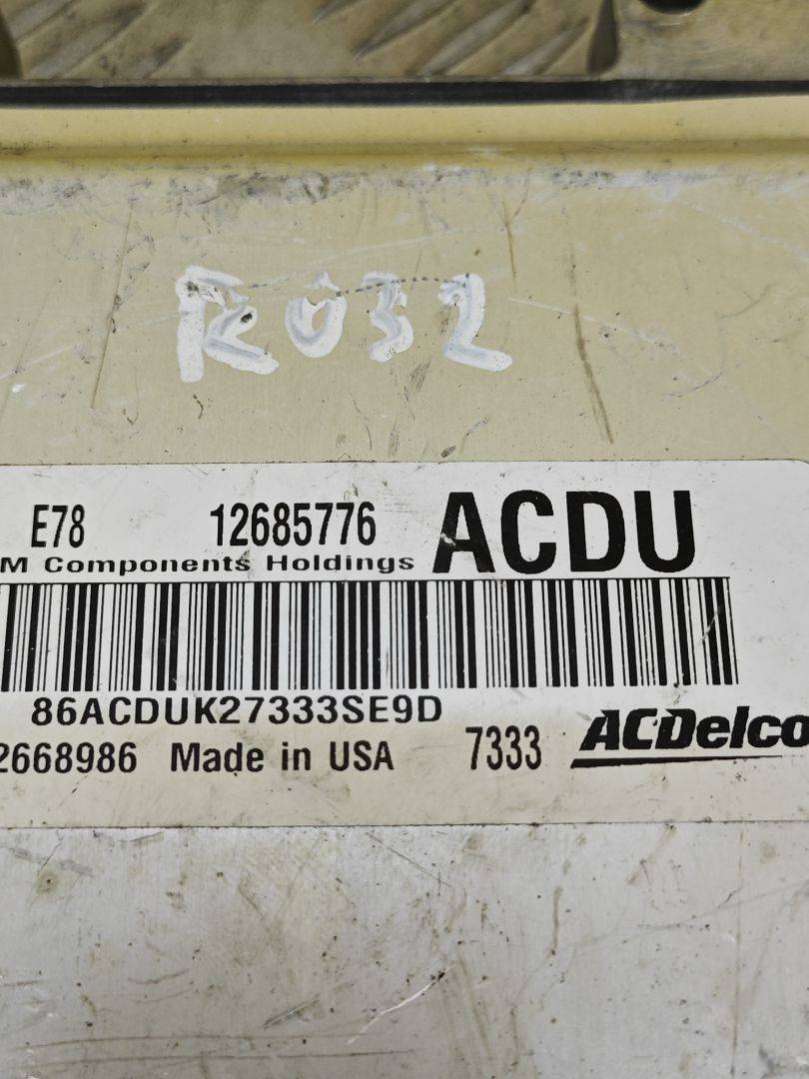 R032
E78 12685776 ACDU
M Components Holdings
86ACDUK27333SE9D
2668986 Made in USA 7333 ACDelco